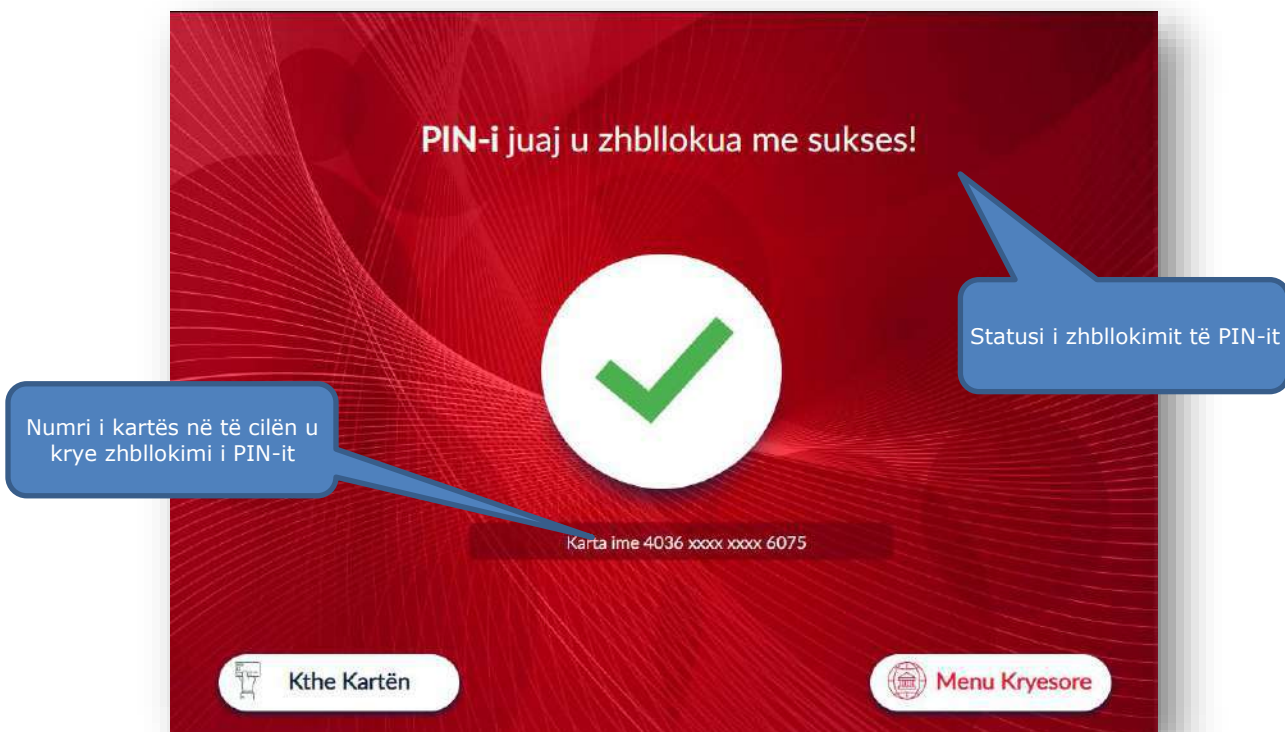 PIN-i juaj u zhbllokua me sukses!
Statusi i zhbllokimit të PIN-it
Numri i kartës në të cilën u
krye zhbllokimi i PIN-it
Karta ime 4036 xxxx xxxx 6075
Kthe Kartën
Menu Kryesore